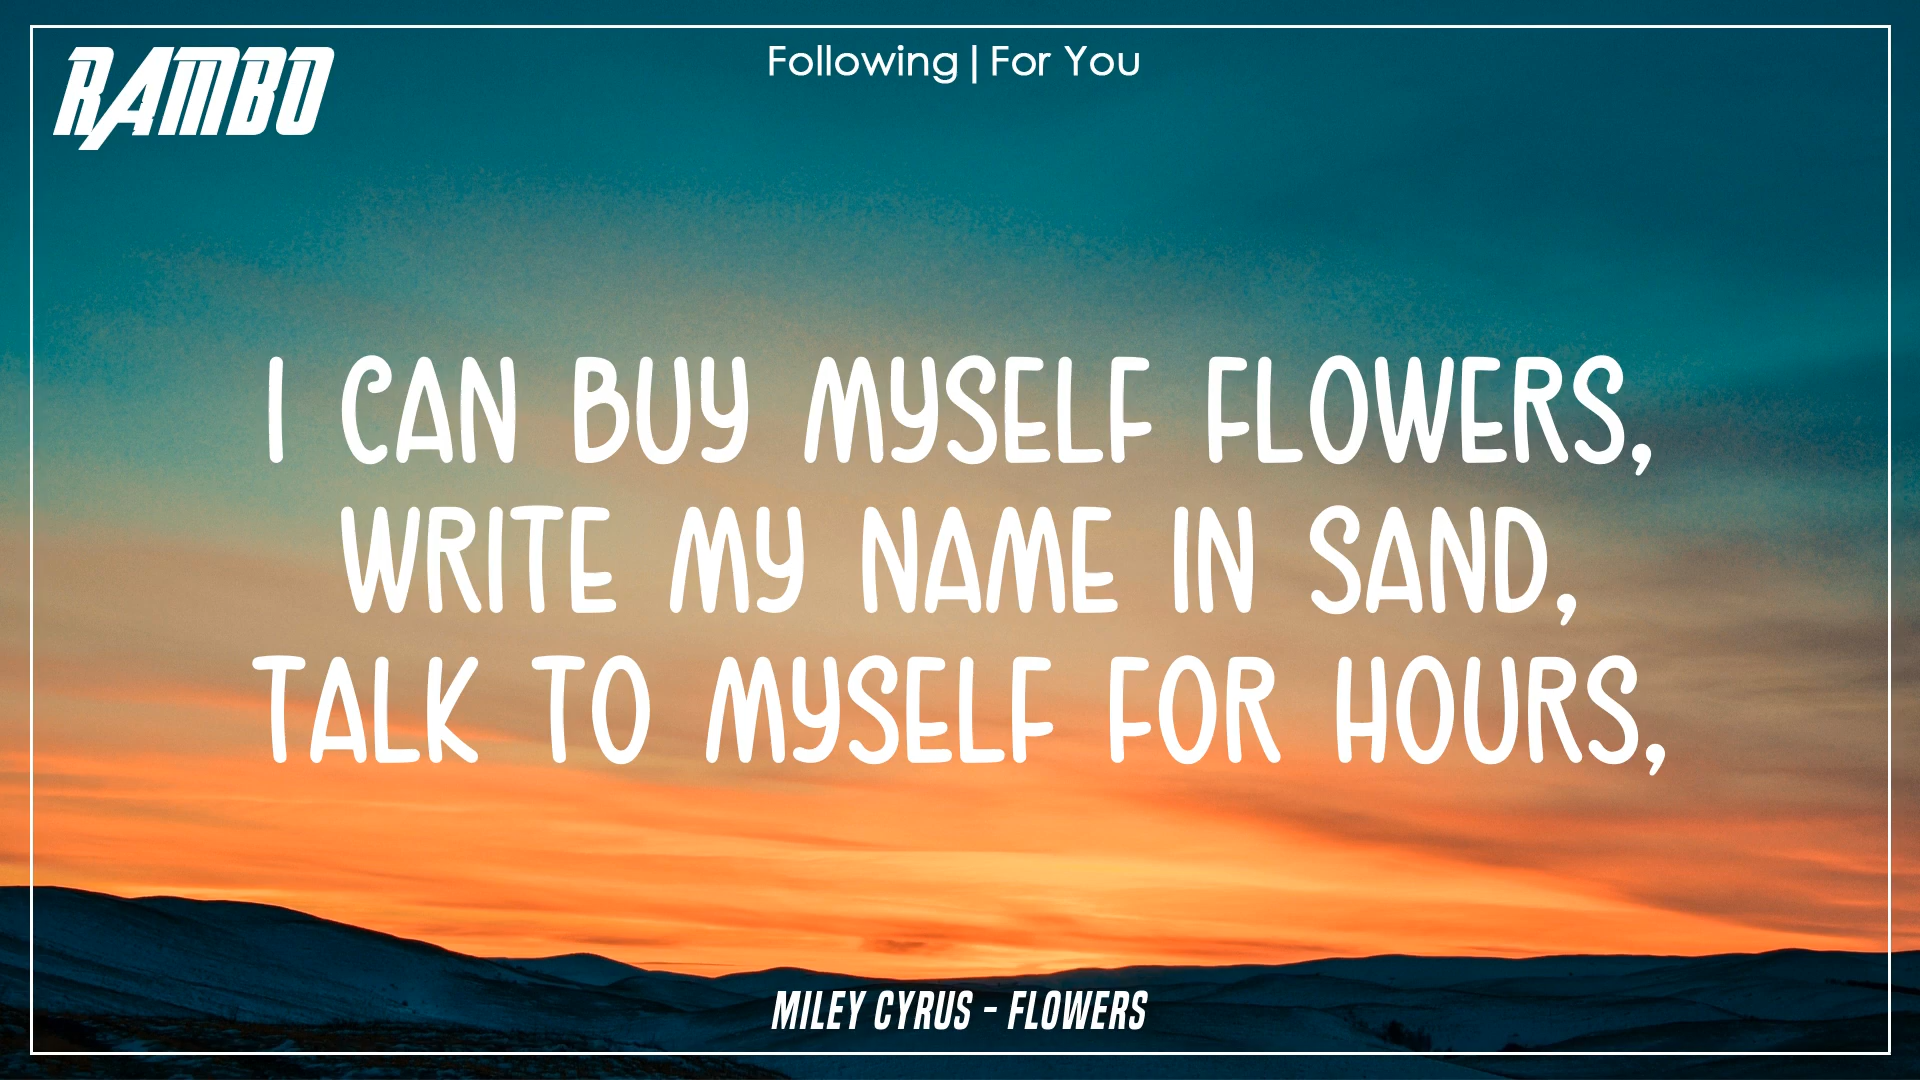 RAMBO
Following | For You
I CAN BUY MYSELF FLOWERS,
WRITE MY NAME IN SAND,
TALK TO MYSELF FOR HOURS,
MILEY CYRUS - FLOWERS